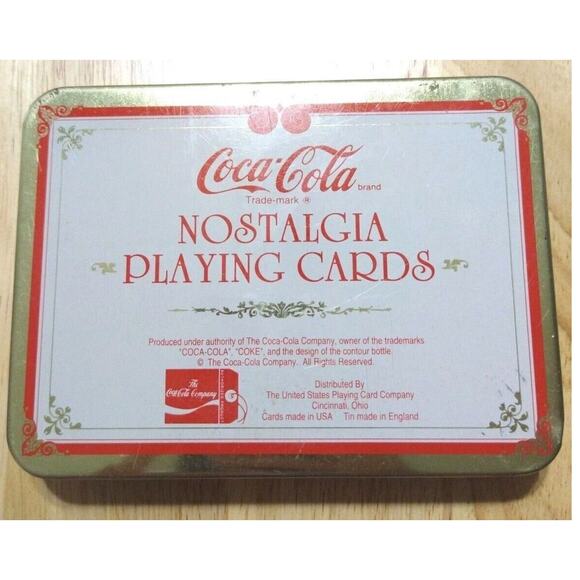 Coca-Cola
brand
Trade-mark ®
NOSTALGIA
PLAYING CARDS
Produced under authority of The Coca-Cola Company, owner of the trademarks
"COCA-COLA", "COKE", and the design of the contour bottle.
© The Coca-Cola Company. All Rights Reserved.
The
Coca-Cola Company
Distributed By
The United States Playing Card Company
Cincinnati, Ohio
Cards made in USA Tin made in England